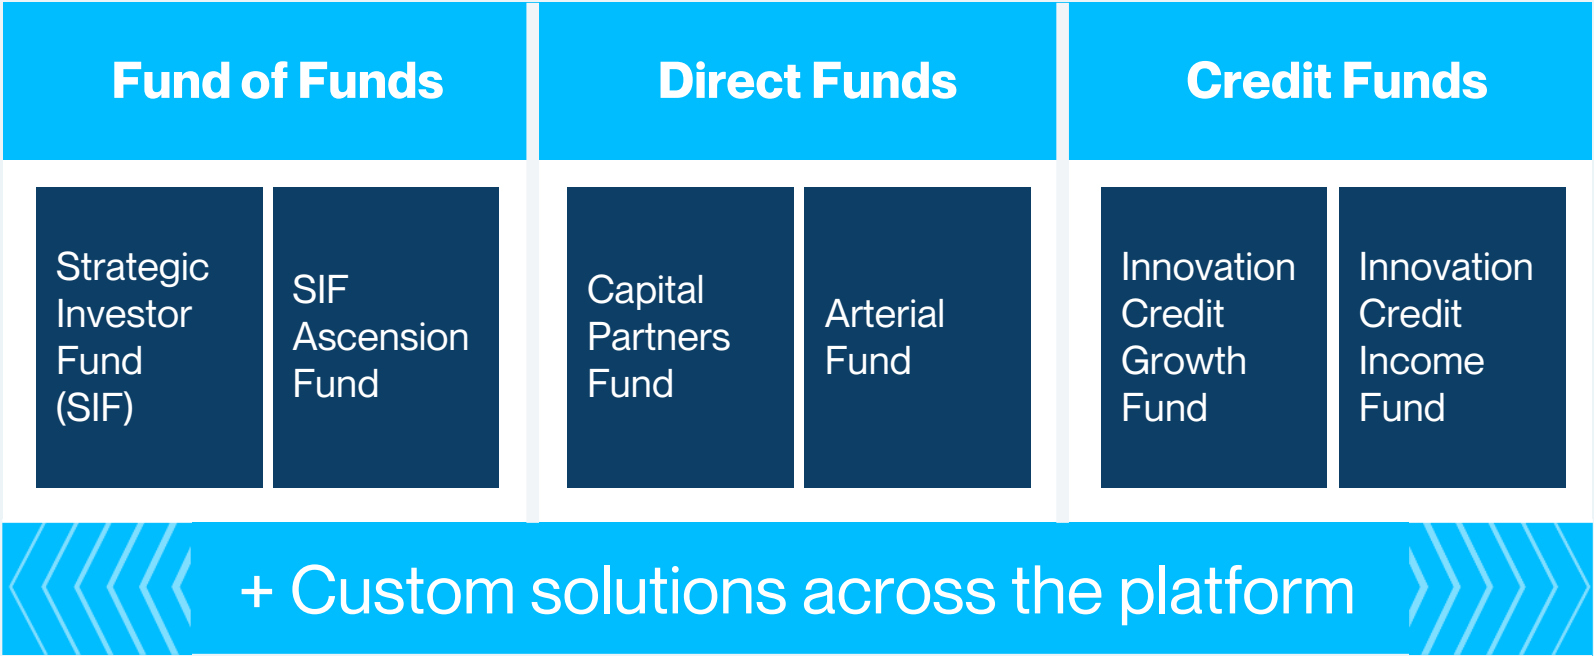 Fund of Funds
Direct Funds
Credit Funds
Strategic
Investor
Fund
(SIF)
SIF
Ascension
Fund
Capital
Partners
Fund
Arterial
Fund
Innovation
Credit
Growth
Fund
Innovation
Credit
Income
Fund
+ Custom solutions across the platform